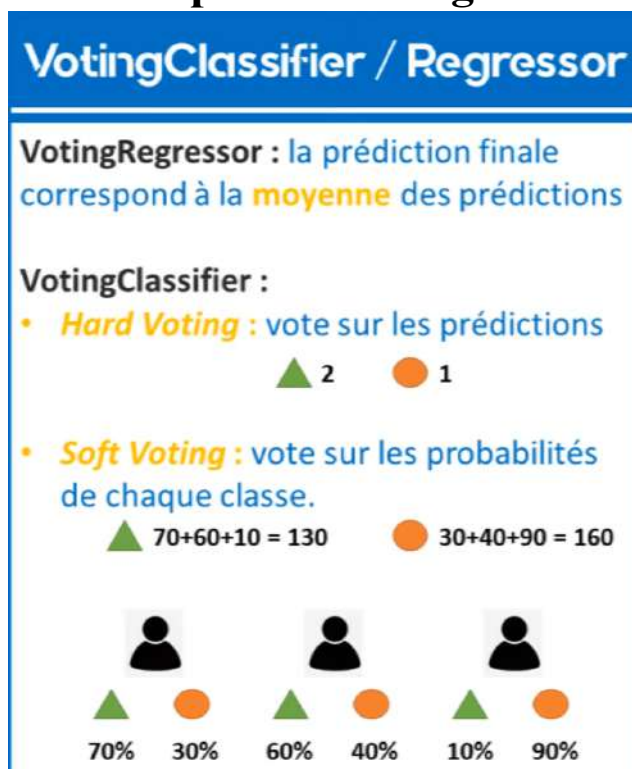 VotingClassifier / Regressor
VotingRegressor : la prédiction finale
correspond à la moyenne des prédictions
VotingClassifier :
• Hard Voting : vote sur les prédictions
2 1
• Soft Voting : vote sur les probabilités
de chaque classe.
70+60+10 = 130 30+40+90 = 160
70% 30% 60% 40% 10% 90%